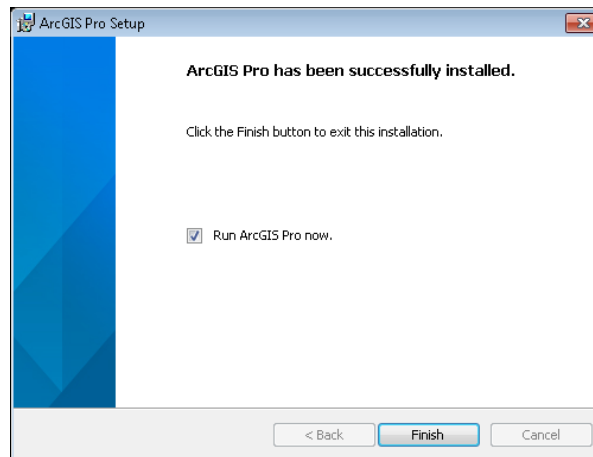 ArcGIS Pro Setup
ArcGIS Pro has been successfully installed.
Click the Finish button to exit this installation.
Run ArcGIS Pro now.
< Back
Finish
Cancel